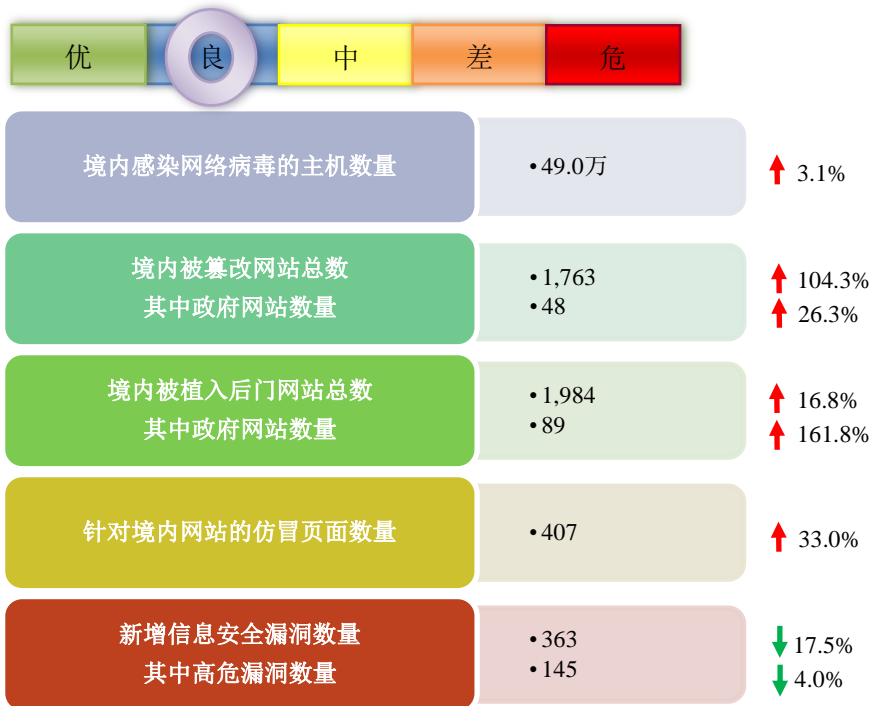 优 良 中 差 危
境内感染网络病毒的主机数量 •49.0万 3.1%
境内被篡改网站总数 •1,763 104.3%
其中政府网站数量 •48 26.3%
境内被植入后门网站总数 •1,984 16.8%
其中政府网站数量 •89 161.8%
针对境内网站的仿冒页面数量 •407 33.0%
新增信息安全漏洞数量 •363 17.5%
其中高危漏洞数量 •145 4.0%